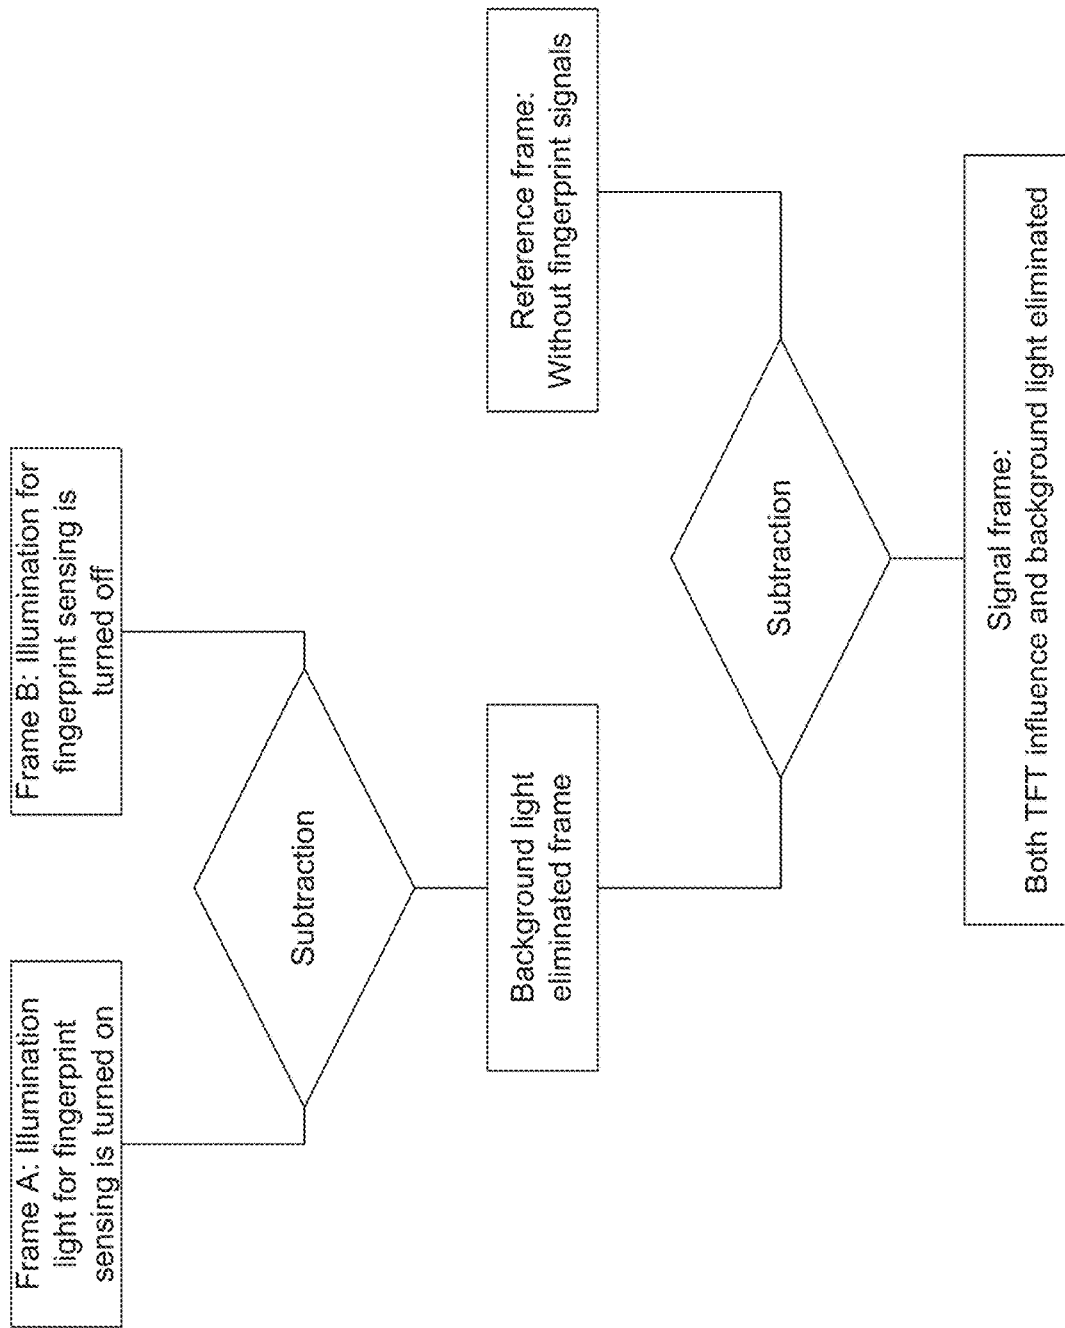 Frame A: Illumination
light for fingerprint
sensing is turned on
Frame B: Illumination for
fingerprint sensing is
turned off
Subtraction
Background light
eliminated frame
Reference frame:
Without fingerprint signals
Subtraction
Signal frame:
Both TFT influence and background light eliminated